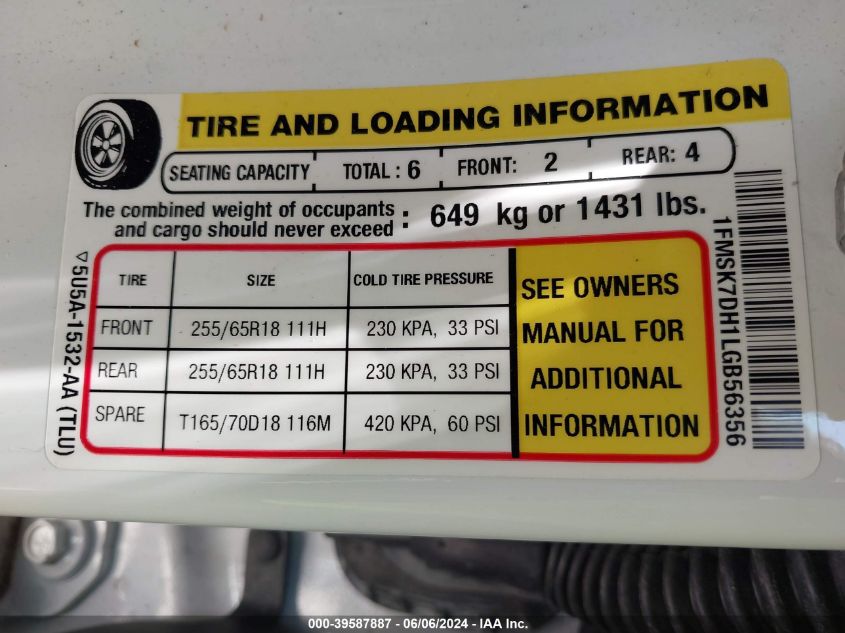 TIRE AND LOADING INFORMATION
SEATING CAPACITY TOTAL : 6 FRONT: 2 REAR: 4
The combined weight of occupants
and cargo should never exceed : 649 kg or 1431 lbs.
TIRE SIZE COLD TIRE PRESSURE
FRONT 255/65R18 111H 230 KPA, 33 PSI
REAR 255/65R18 111H 230 KPA, 33 PSI
SPARE T165/70D18 116M 420 KPA, 60 PSI
SEE OWNERS
MANUAL FOR
ADDITIONAL
INFORMATION
▽5U5A-1532-AA (TLU)
1FMSK7DH1LGB56356
000-39587887 - 06/06/2024 - IAA Inc.